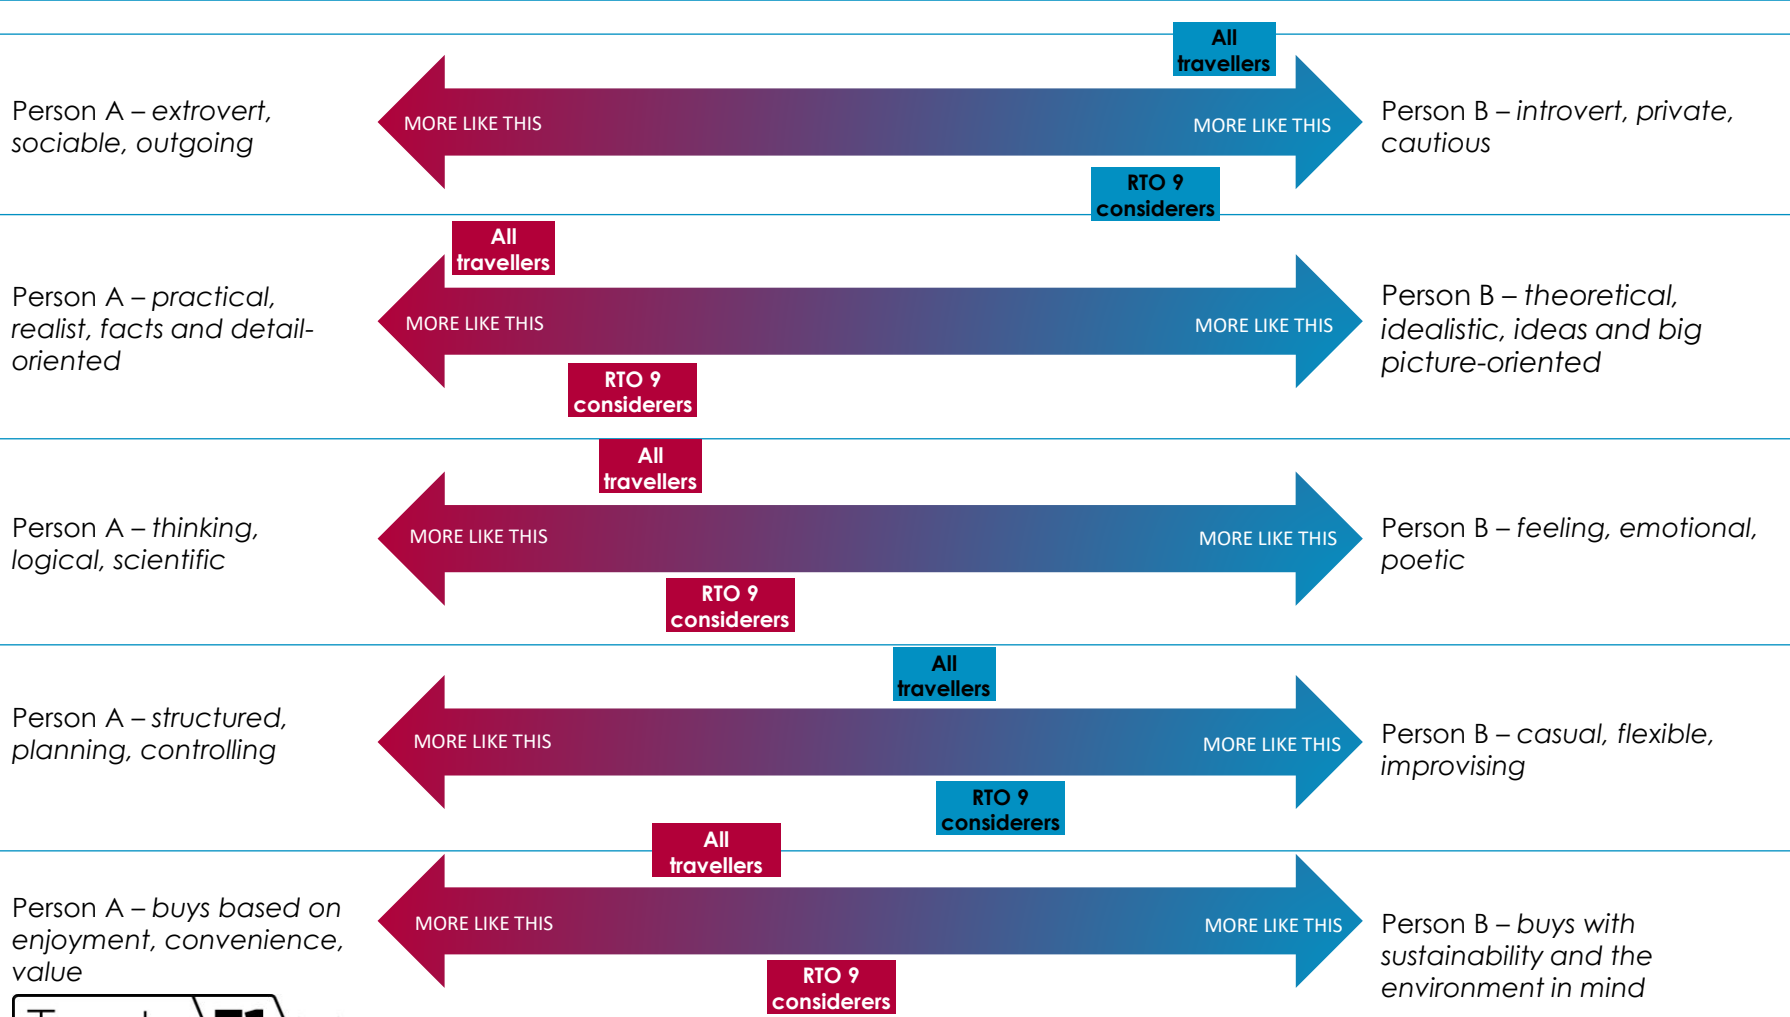 All
travellers
Person A – extrovert,
sociable, outgoing
MORE LIKE THIS
MORE LIKE THIS
Person B – introvert, private,
cautious
RTO 9
considerers
All
travellers
Person A – practical,
realist, facts and detail-
oriented
MORE LIKE THIS
MORE LIKE THIS
Person B – theoretical,
idealistic, ideas and big
picture-oriented
RTO 9
considerers
All
travellers
Person A – thinking,
logical, scientific
MORE LIKE THIS
MORE LIKE THIS
Person B – feeling, emotional,
poetic
RTO 9
considerers
All
travellers
Person A – structured,
planning, controlling
MORE LIKE THIS
MORE LIKE THIS
Person B – casual, flexible,
improvising
RTO 9
considerers
All
travellers
Person A – buys based on
enjoyment, convenience,
value
MORE LIKE THIS
MORE LIKE THIS
Person B – buys with
sustainability and the
environment in mind
RTO 9
considerers